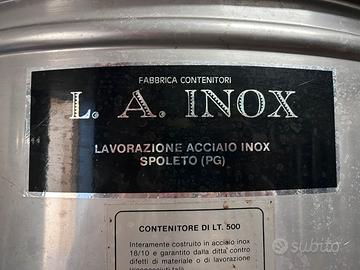 FABBRICA CONTENITORI
L. A. INOX
LAVORAZIONE ACCIAIO INOX
SPOLETO (PG)
CONTENITORE DI LT. 500
Interamente costruito in acciaio inox
18/10 e garantito dalla ditta contro
difetti di materiale o di lavorazione
subito